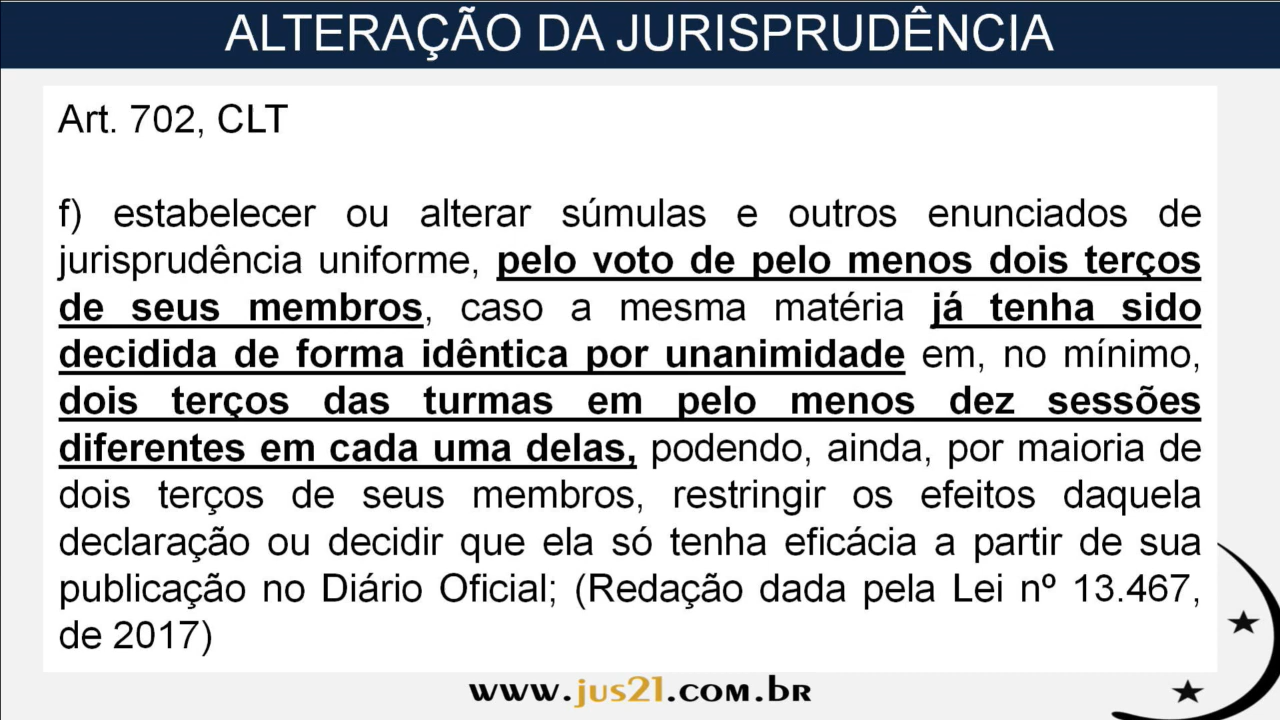 ALTERAÇÃO DA JURISPRUDÊNCIA
Art. 702, CLT
f) estabelecer ou alterar súmulas e outros enunciados de
jurisprudência uniforme, pelo voto de pelo menos dois terços
de seus membros, caso a mesma matéria já tenha sido
decidida de forma idêntica por unanimidade em, no mínimo,
dois terços das turmas em pelo menos dez sessões
diferentes em cada uma delas, podendo, ainda, por maioria de
dois terços de seus membros, restringir os efeitos daquela
declaração ou decidir que ela só tenha eficácia a partir de sua
publicação no Diário Oficial; (Redação dada pela Lei nº 13.467,
de 2017)
www.jus21.com.br